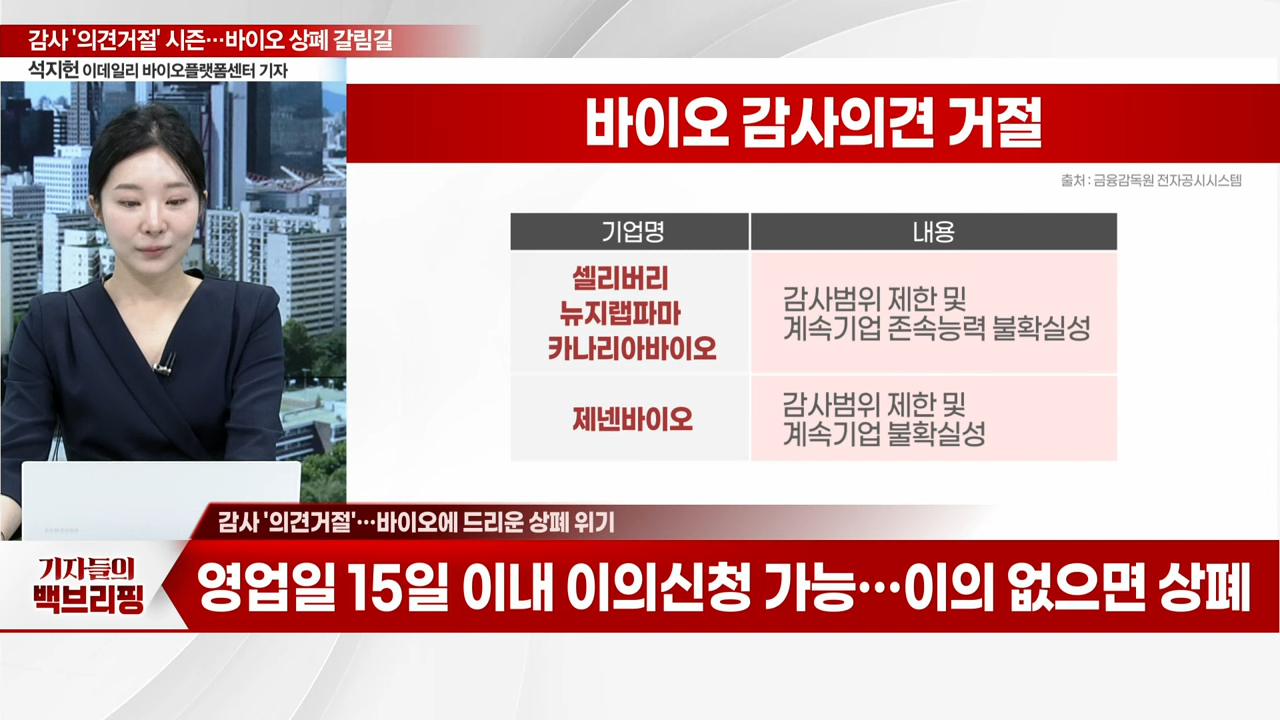 감사 '의견거절' 시즌…바이오 상폐 갈림길
석지헌 이데일리 바이오플랫폼센터 기자
바이오 감사의견 거절
출처 : 금융감독원 전자공시시스템
기업명
내용
셀리버리
뉴지랩파마
카나리아바이오
감사범위 제한 및
계속기업 존속능력 불확실성
제넨바이오
감사범위 제한 및
계속기업 불확실성
SAMSUNG
감사 '의견거절'…바이오에 드리운 상폐 위기
기자들의
백브리핑
영업일 15일 이내 이의신청 가능…이의 없으면 상폐